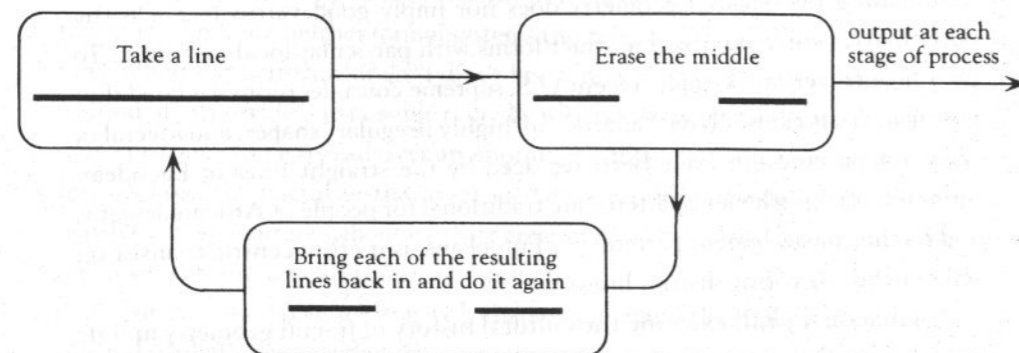 Take a line
Erase the middle
output at each
stage of process
Bring each of the resulting
lines back in and do it again